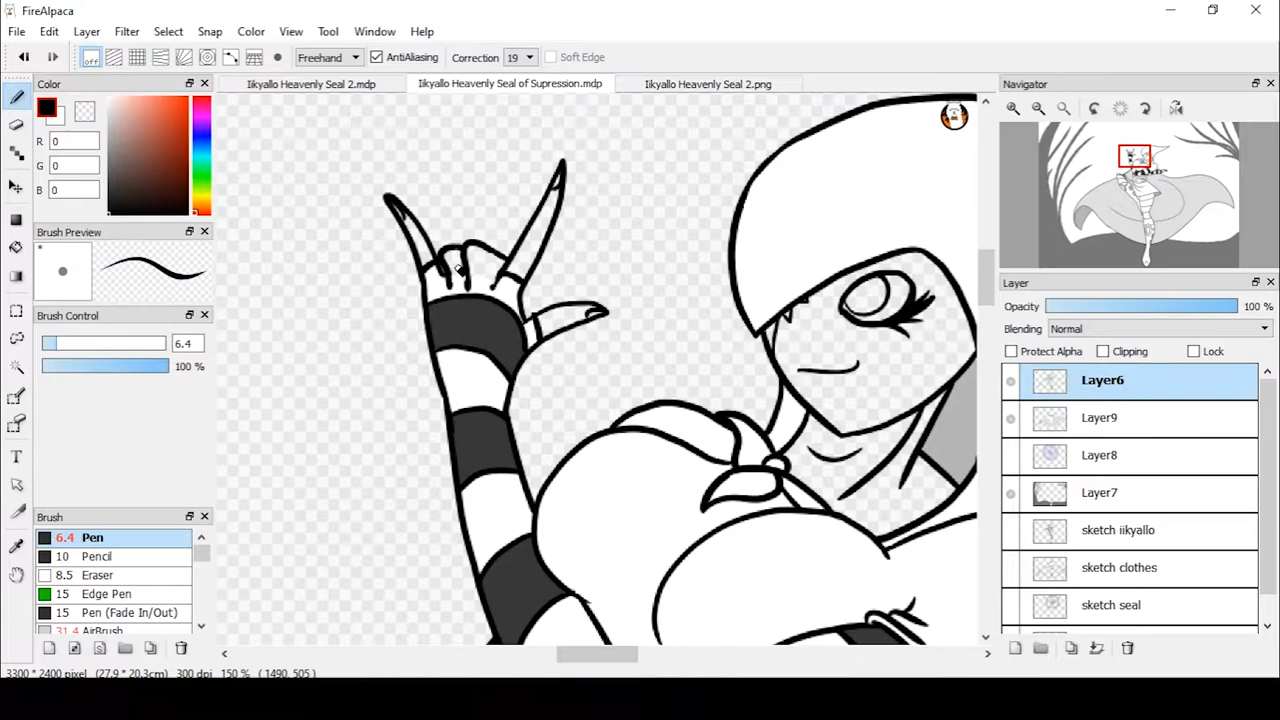 FireAlpaca
File Edit Layer Filter Select Snap Color View Tool Window Help
off Freehand AntiAliasing Correction 19 Soft Edge
Color
Iikyallo Heavenly Seal 2.mdp Iikyallo Heavenly Seal of Supression.mdp Iikyallo Heavenly Seal 2.png
Navigator
R 0
G 0
B 0
Brush Preview
*
Brush Control
6.4
100 %
Brush
6.4 Pen
10 Pencil
8.5 Eraser
15 Edge Pen
15 Pen (Fade In/Out)
31.4 AirBrush
Layer
Opacity 100 %
Blending Normal
Protect Alpha Clipping Lock
Layer6
Layer9
Layer8
Layer7
sketch iikyallo
sketch clothes
sketch seal
3300 * 2400 pixel (27.9 * 20.3cm) 300 dpi 150 % ( 1490, 505 )